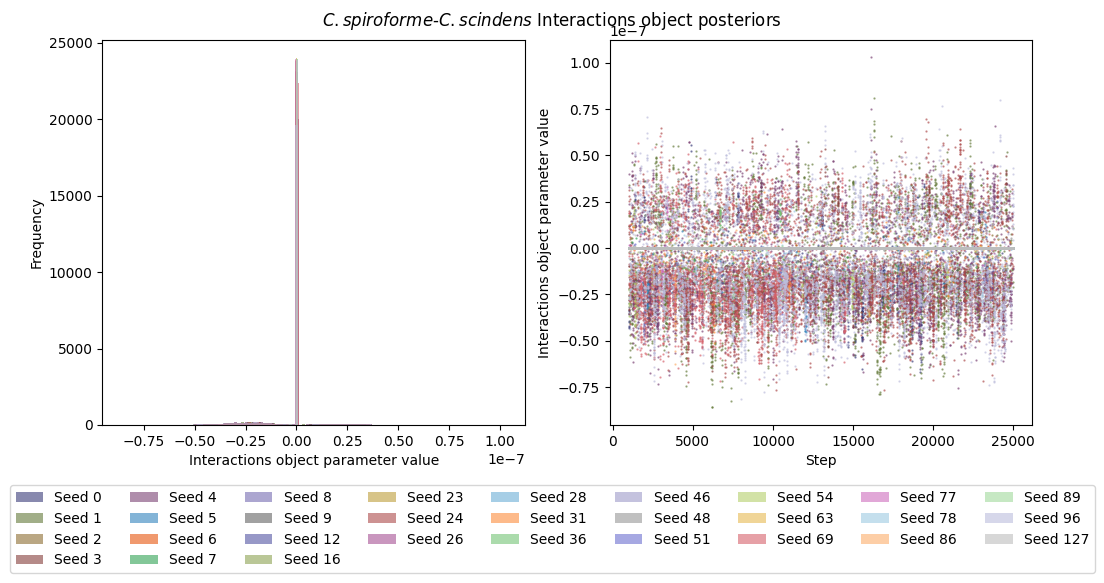 C. spiroforme-C. scindens Interactions object posteriors
25000
20000
15000
10000
5000
0
Frequency
−0.75 −0.50 −0.25 0.00 0.25 0.50 0.75 1.00
1e−7
Interactions object parameter value
1e−7
1.00
0.75
0.50
0.25
0.00
−0.25
−0.50
−0.75
Interactions object parameter value
0 5000 10000 15000 20000 25000
Step
Seed 0 Seed 4 Seed 8 Seed 23 Seed 28 Seed 46 Seed 54 Seed 77 Seed 89
Seed 1 Seed 5 Seed 9 Seed 24 Seed 31 Seed 48 Seed 63 Seed 78 Seed 96
Seed 2 Seed 6 Seed 12 Seed 26 Seed 36 Seed 51 Seed 69 Seed 86 Seed 127
Seed 3 Seed 7 Seed 16